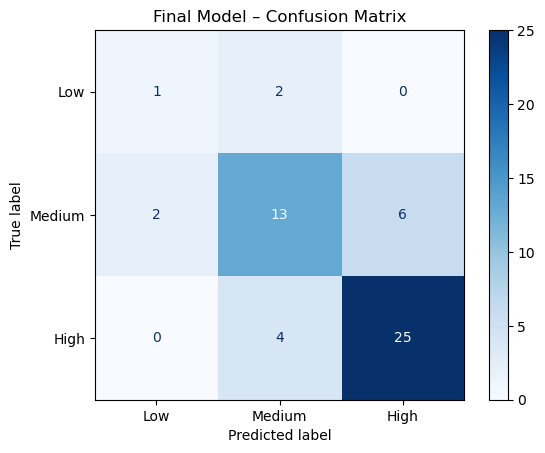 Final Model – Confusion Matrix
True label
Low 1 2 0
Medium 2 13 6
High 0 4 25
Low Medium High
Predicted label
25
20
15
10
5
0